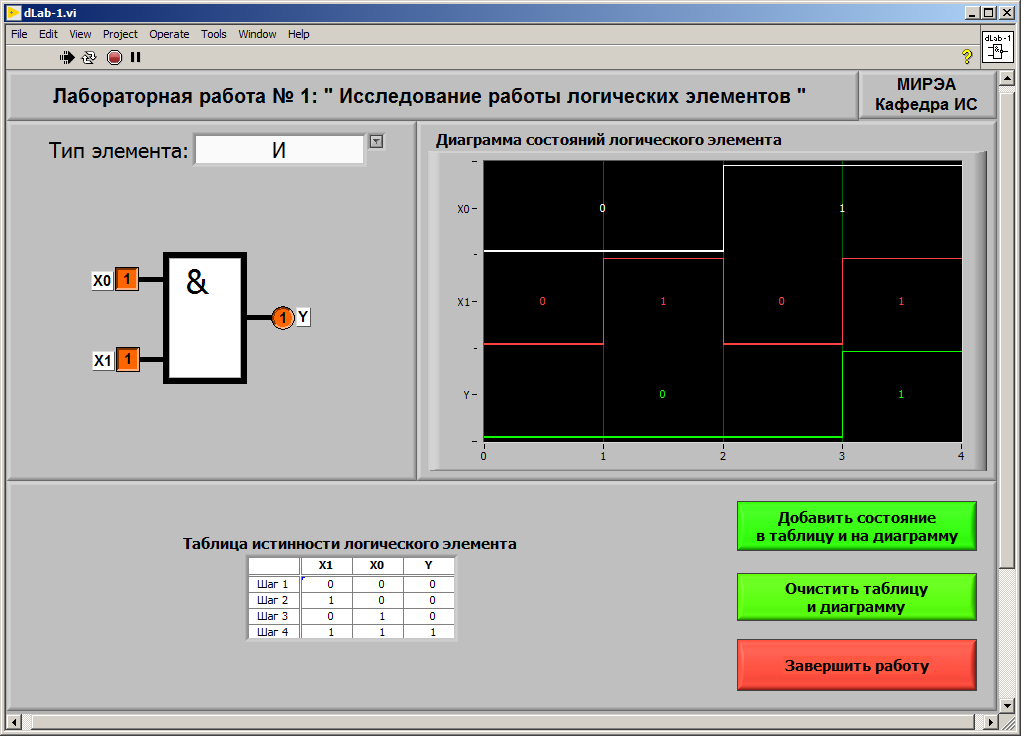 dLab-1.vi
File Edit View Project Operate Tools Window Help
?
dLab-1
Лабораторная работа № 1: " Исследование работы логических элементов "
МИРЭА
Кафедра ИС
Тип элемента: И
X0 1
&
1 Y
X1 1
Диаграмма состояний логического элемента
X0
0 1
X1
0 1 0 1
Y
0 1
0 1 2 3 4
Таблица истинности логического элемента
X1 X0 Y
Шаг 1 0 0 0
Шаг 2 1 0 0
Шаг 3 0 1 0
Шаг 4 1 1 1
Добавить состояние
в таблицу и на диаграмму
Очистить таблицу
и диаграмму
Завершить работу